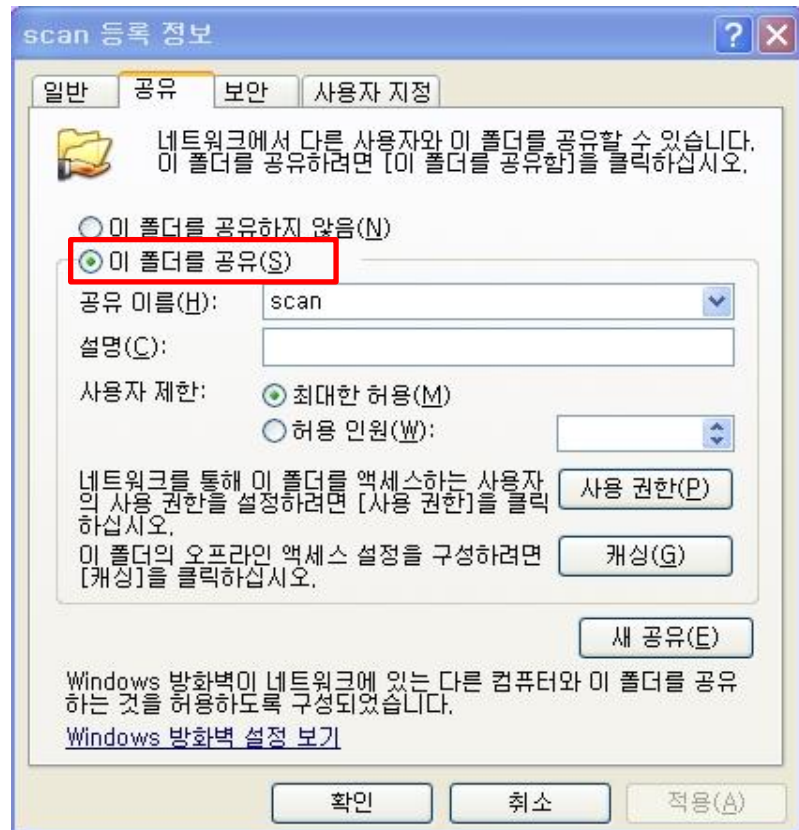 scan 등록 정보
일반 공유 보안 사용자 지정
네트워크에서 다른 사용자와 이 폴더를 공유할 수 있습니다.
이 폴더를 공유하려면 [이 폴더를 공유함]을 클릭하십시오.
이 폴더를 공유하지 않음(N)
이 폴더를 공유(S)
공유 이름(H): scan
설명(C):
사용자 제한: 최대한 허용(M)
허용 인원(W):
네트워크를 통해 이 폴더를 액세스하는 사용자
의 사용 권한을 설정하려면 [사용 권한]을 클릭
하십시오.
사용 권한(P)
이 폴더의 오프라인 액세스 설정을 구성하려면
[캐싱]을 클릭하십시오.
캐싱(G)
새 공유(E)
Windows 방화벽이 네트워크에 있는 다른 컴퓨터와 이 폴더를 공유
하는 것을 허용하도록 구성되었습니다.
Windows 방화벽 설정 보기
확인 취소 적용(A)